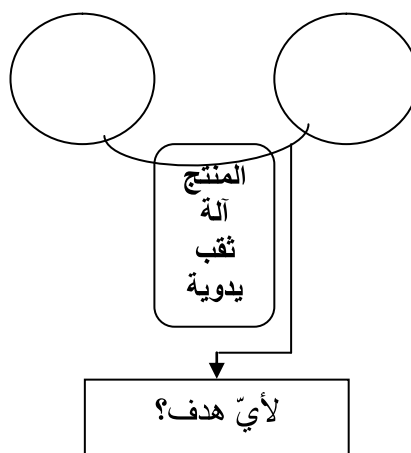 المنتج
آلة
ثقب
يدوية
لأيّ هدف؟